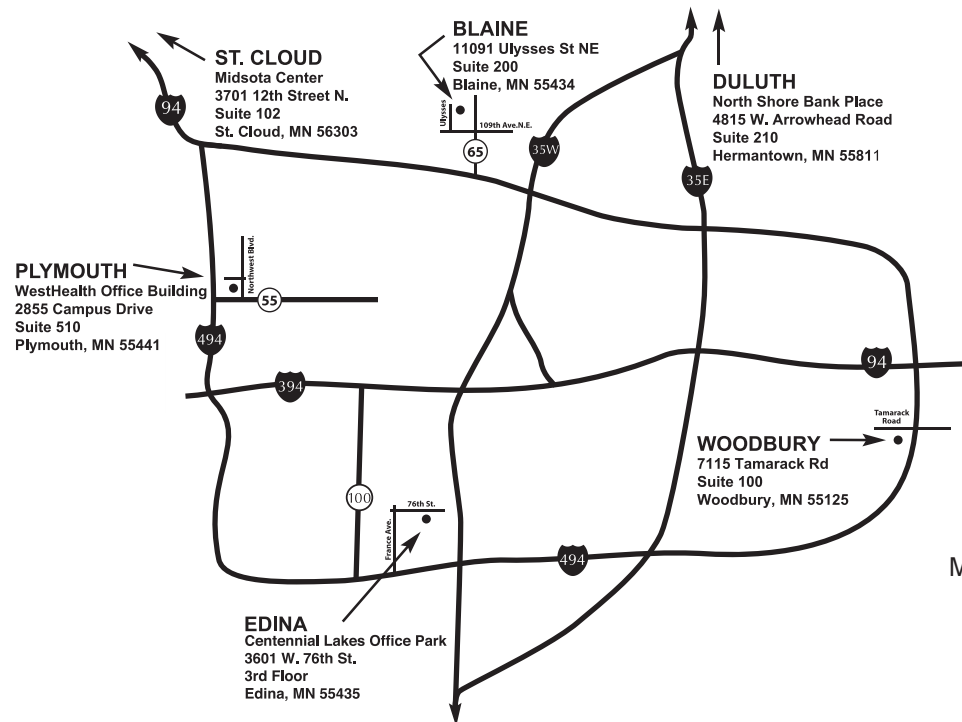 ST. CLOUD
Midsota Center
3701 12th Street N.
Suite 102
St. Cloud, MN 56303
BLAINE
11091 Ulysses St NE
Suite 200
Blaine, MN 55434
DULUTH
North Shore Bank Place
4815 W. Arrowhead Road
Suite 210
Hermantown, MN 55811
94
Ulysses
109th Ave.N.E.
65
35W
35E
PLYMOUTH
WestHealth Office Building
2855 Campus Drive
Suite 510
Plymouth, MN 55441
Northwest Blvd.
55
494
394
94
Tamarack
Road
WOODBURY
7115 Tamarack Rd
Suite 100
Woodbury, MN 55125
100
76th St.
France Ave.
494
M
EDINA
Centennial Lakes Office Park
3601 W. 76th St.
3rd Floor
Edina, MN 55435